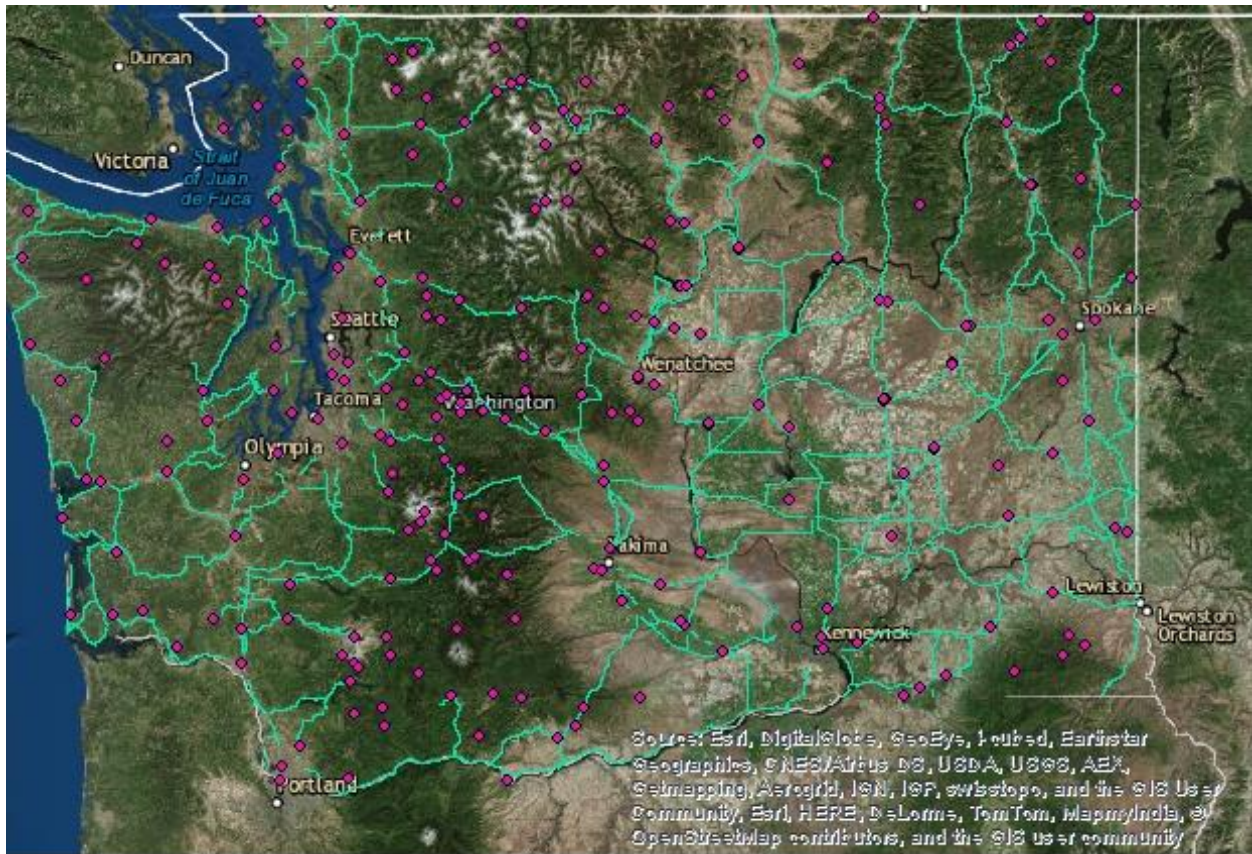 Duncan
Victoria
Strait
of Juan
de Fuca
Everett
Seattle
Spokane
Wenatchee
Tacoma
Washington
Olympia
Yakima
Lewiston
Lewiston
Orchards
Kennewick
Portland
Source: Esri, DigitalGlobe, GeoEye, i-cubed, Earthstar
Geographics, CNES/Airbus DS, USDA, USGS, AEX,
Getmapping, Aerogrid, IGN, IGP, swisstopo, and the GIS User
Community, Esri, HERE, DeLorme, TomTom, MapmyIndia, ©
OpenStreetMap contributors, and the GIS user community